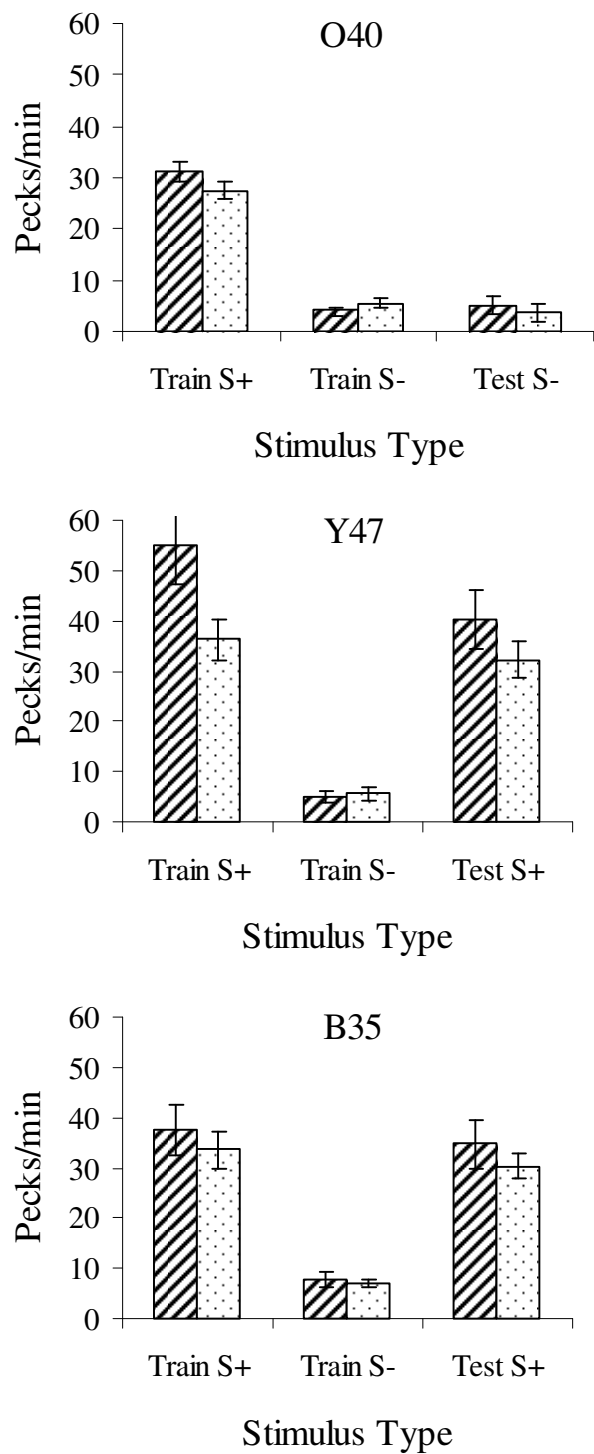 O40
Pecks/min
60
50
40
30
20
10
0
Train S+ Train S- Test S-
Stimulus Type
Y47
Pecks/min
60
50
40
30
20
10
0
Train S+ Train S- Test S+
Stimulus Type
B35
Pecks/min
60
50
40
30
20
10
0
Train S+ Train S- Test S+
Stimulus Type